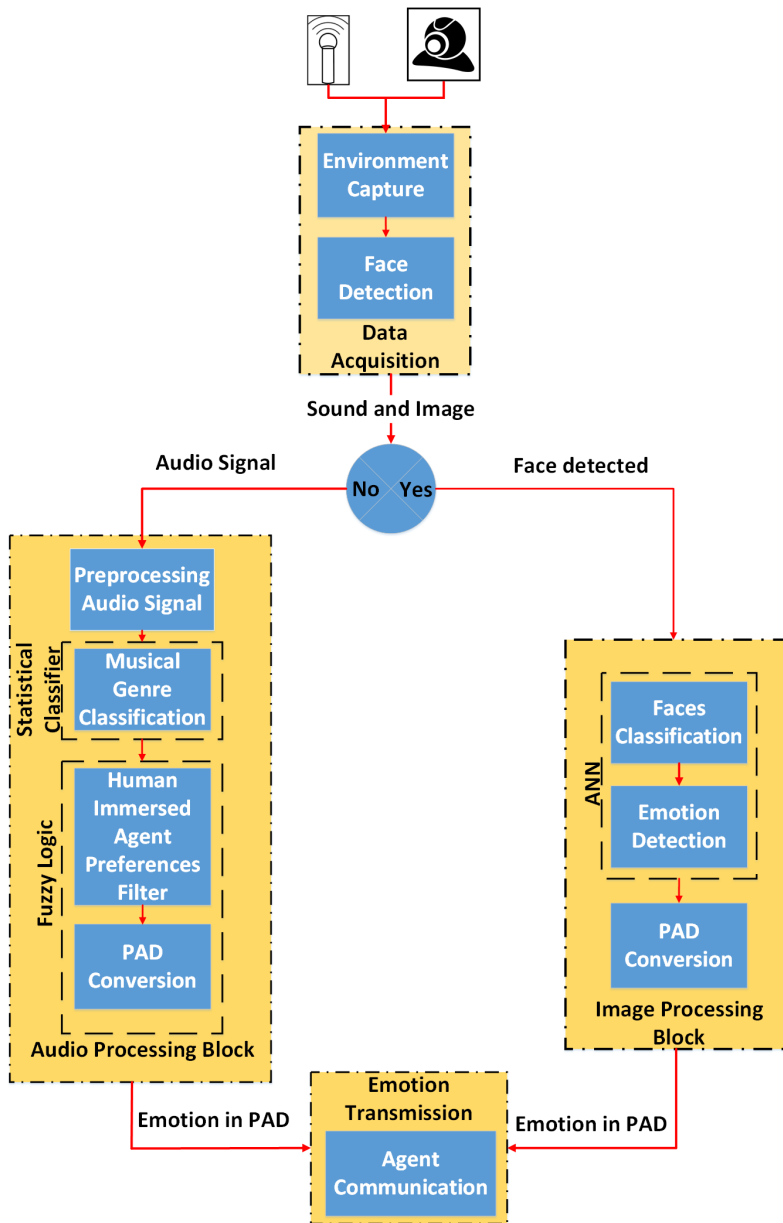 Environment
Capture
Face
Detection
Data
Acquisition
Sound and Image
Audio Signal
No
Yes
Face detected
Preprocessing
Audio Signal
Statistical
Classifier
Musical
Genre
Classification
Fuzzy Logic
Human
Immersed
Agent
Preferences
Filter
PAD
Conversion
Audio Processing Block
ANN
Faces
Classification
Emotion
Detection
PAD
Conversion
Image Processing
Block
Emotion in PAD
Emotion
Transmission
Agent
Communication
Emotion in PAD